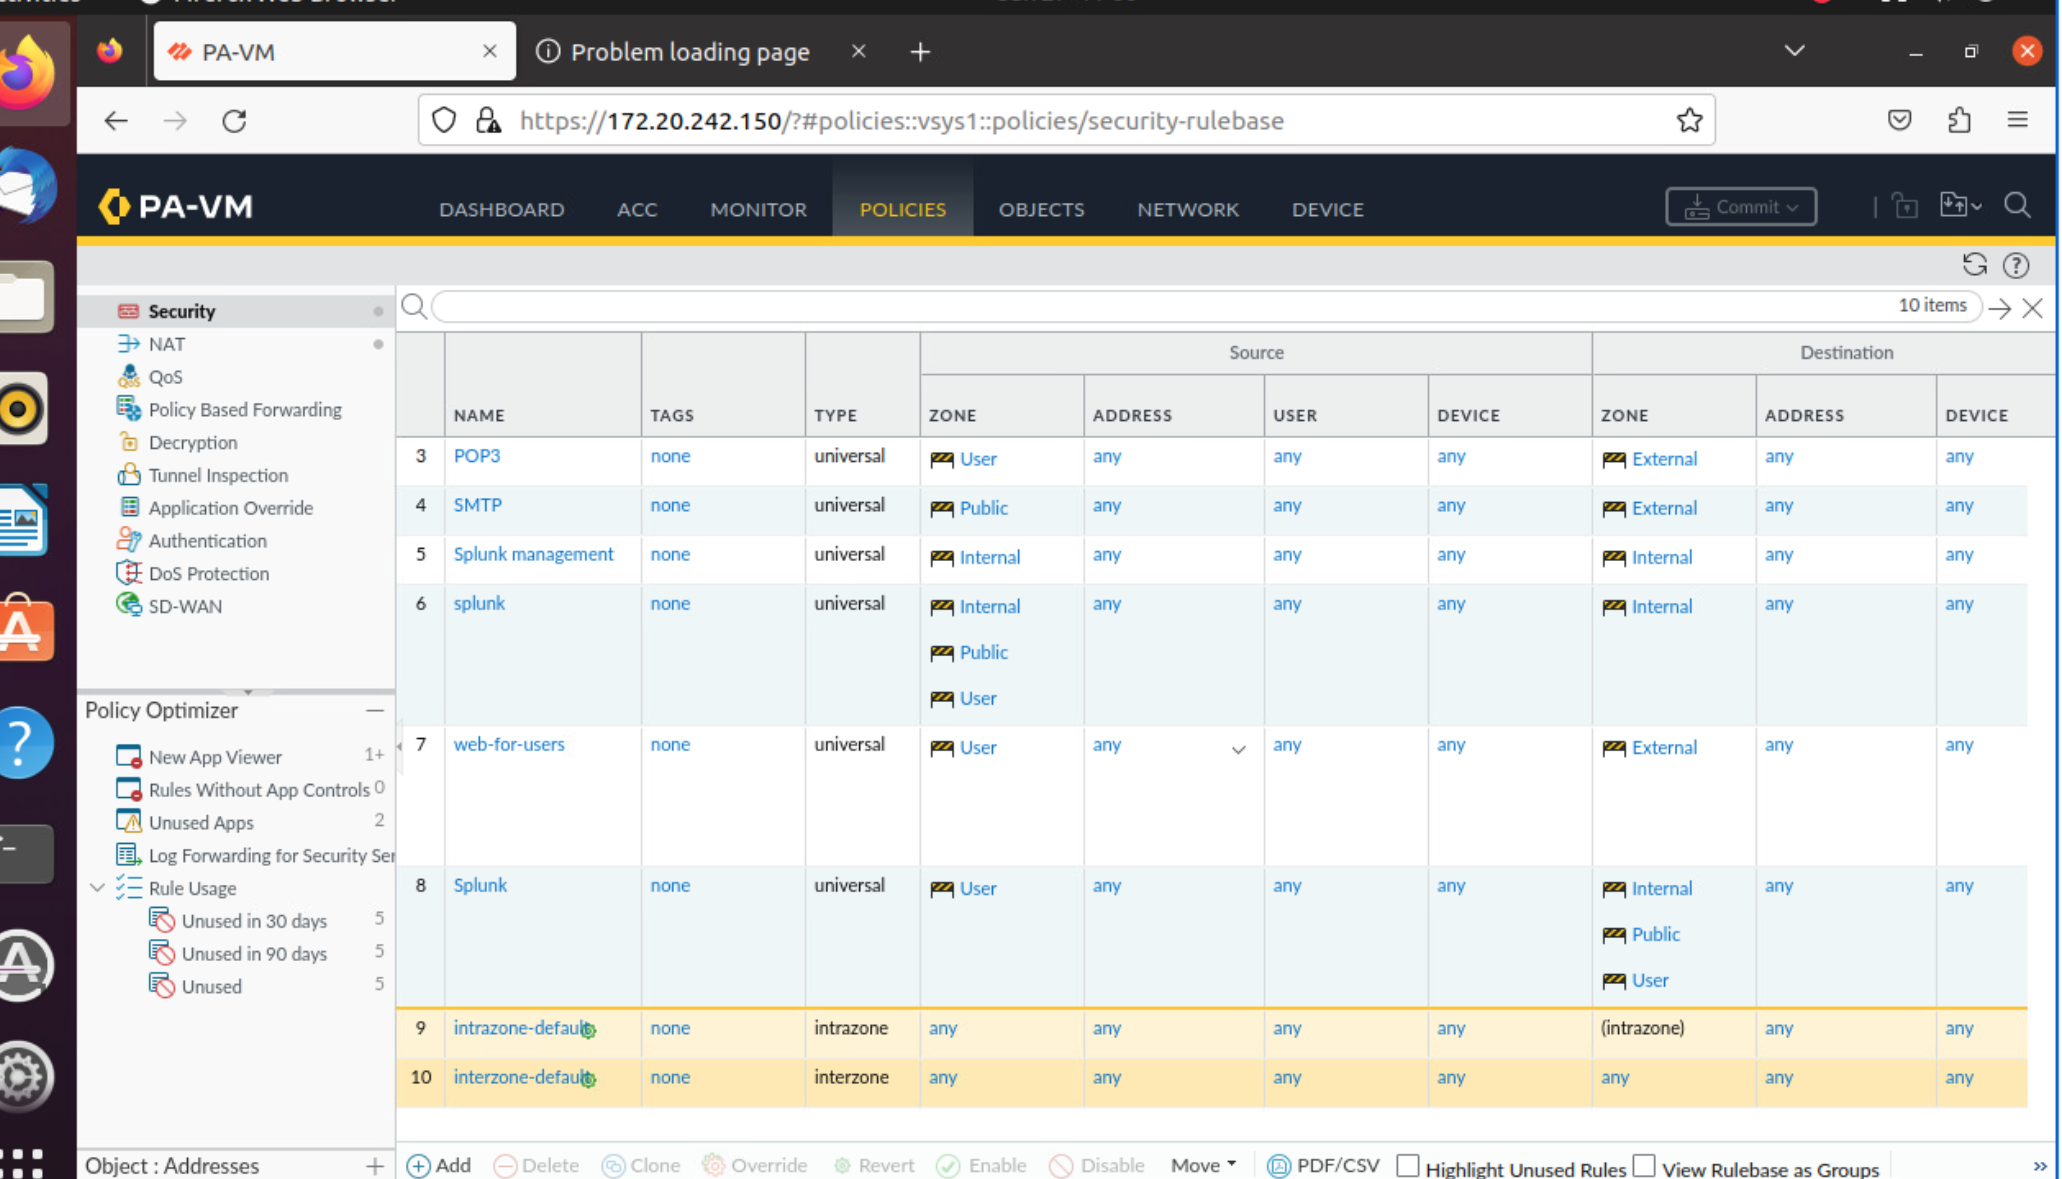 PA-VM
Problem loading page
https://172.20.242.150/?#policies::vsys1::policies/security-rulebase
PA-VM
DASHBOARD ACC MONITOR POLICIES OBJECTS NETWORK DEVICE Commit
Security
NAT
QoS
Policy Based Forwarding
Decryption
Tunnel Inspection
Application Override
Authentication
DoS Protection
SD-WAN
Policy Optimizer
New App Viewer 1+
Rules Without App Controls 0
Unused Apps 2
Log Forwarding for Security Ser
Rule Usage
Unused in 30 days 5
Unused in 90 days 5
Unused 5
Object : Addresses
10 items
Source Destination
NAME TAGS TYPE ZONE ADDRESS USER DEVICE ZONE ADDRESS DEVICE
3 POP3 none universal User any any any External any any
4 SMTP none universal Public any any any External any any
5 Splunk management none universal Internal any any any Internal any any
6 splunk none universal Internal any any any Internal any any
Public
User
7 web-for-users none universal User any any any External any any
8 Splunk none universal User any any any Internal any any
Public
User
9 intrazone-default none intrazone any any any any (intrazone) any any
10 interzone-default none interzone any any any any any any any
Add Delete Clone Override Revert Enable Disable Move PDF/CSV Highlight Unused Rules View Rulebase as Groups